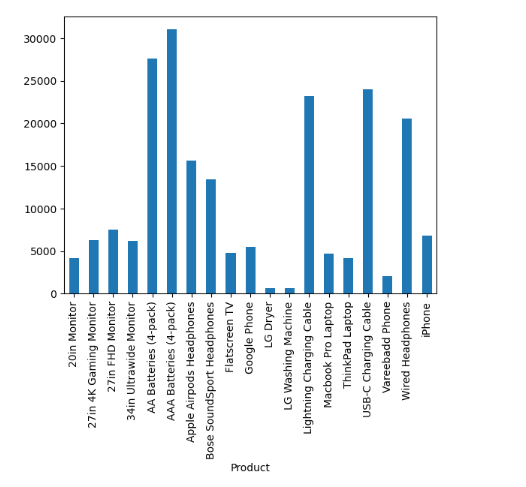 30000
25000
20000
15000
10000
5000
0
20in Monitor
27in 4K Gaming Monitor
27in FHD Monitor
34in Ultrawide Monitor
AA Batteries (4-pack)
AAA Batteries (4-pack)
Apple Airpods Headphones
Bose SoundSport Headphones
Flatscreen TV
Google Phone
LG Dryer
LG Washing Machine
Lightning Charging Cable
Macbook Pro Laptop
ThinkPad Laptop
USB-C Charging Cable
Vareebadd Phone
Wired Headphones
iPhone
Product